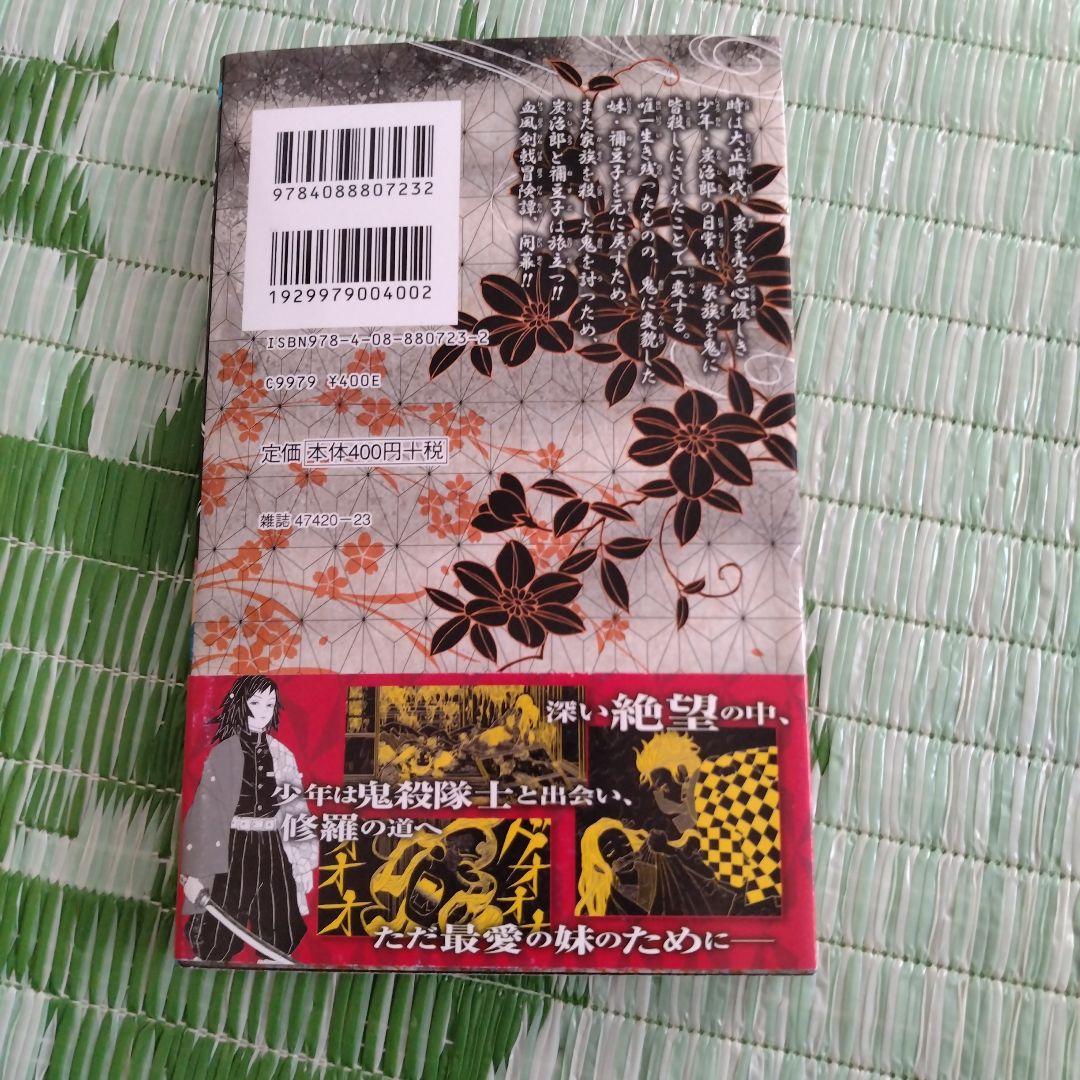 時は大正時代。炭を売る心優しき
少年・炭治郎の日常は、家族を鬼に
皆殺しにされたことで一変する。
唯一生き残ったものの、鬼に変貌した
妹・禰豆子を元に戻すため、
また家族を殺した鬼を討つため、
炭治郎と禰豆子は旅立つ!!
血風剣戟冒険譚、開幕!!
9784088807232
1929979004002
ISBN978-4-08-880723-2
C9979 ¥400E
定価 本体400円+税
雑誌 47420-23
深い絶望の中、
少年は鬼殺隊士と出会い、
修羅の道へ
ただ最愛の妹のために——